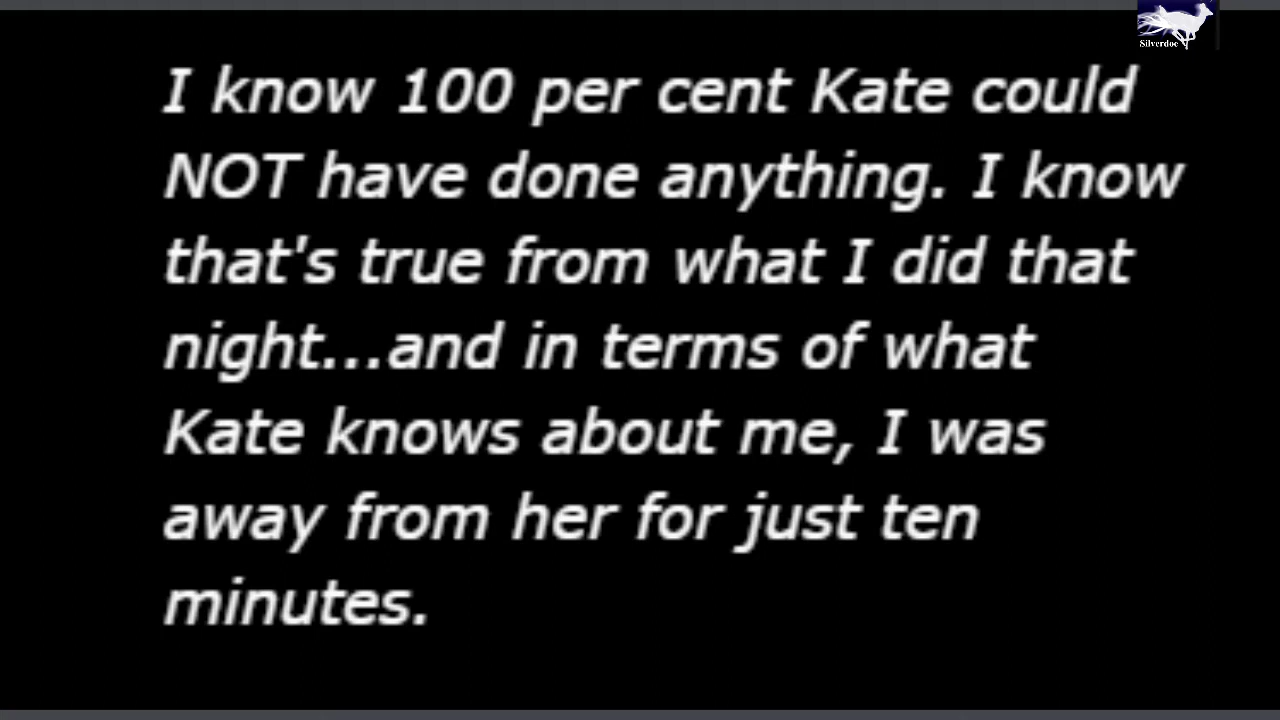 Silverdoe
I know 100 per cent Kate could
NOT have done anything. I know
that's true from what I did that
night...and in terms of what
Kate knows about me, I was
away from her for just ten
minutes.